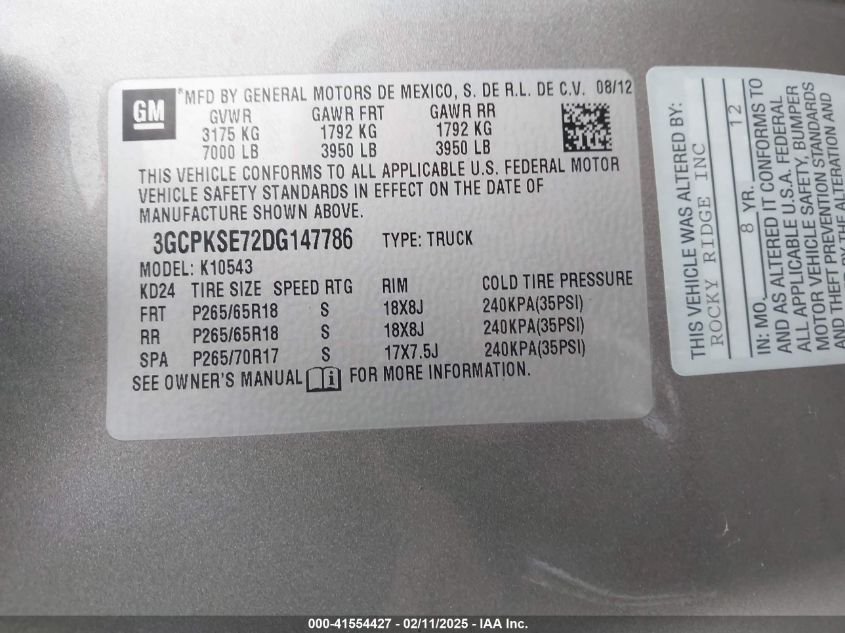 GM
*MFD BY GENERAL MOTORS DE MEXICO, S. DE R.L. DE C.V. 08/12
GVWR GAWR FRT GAWR RR
3175 KG 1792 KG 1792 KG
7000 LB 3950 LB 3950 LB
THIS VEHICLE CONFORMS TO ALL APPLICABLE U.S. FEDERAL MOTOR
VEHICLE SAFETY STANDARDS IN EFFECT ON THE DATE OF
MANUFACTURE SHOWN ABOVE.
3GCPKSE72DG147786 TYPE: TRUCK
MODEL: K10543
KD24 TIRE SIZE SPEED RTG RIM COLD TIRE PRESSURE
FRT P265/65R18 S 18X8J 240KPA(35PSI)
RR P265/65R18 S 18X8J 240KPA(35PSI)
SPA P265/70R17 S 17X7.5J 240KPA(35PSI)
SEE OWNER'S MANUAL FOR MORE INFORMATION.
THIS VEHICLE WAS ALTERED BY:
ROCKY RIDGE INC
IN: MO. 8 YR. 12
AND AS ALTERED IT CONFORMS TO
ALL APPLICABLE U.S.A. FEDERAL
MOTOR VEHICLE SAFETY, BUMPER
AND THEFT PREVENTION STANDARDS
BY THE ALTERATION AND
000-41554427 - 02/11/2025 - IAA Inc.